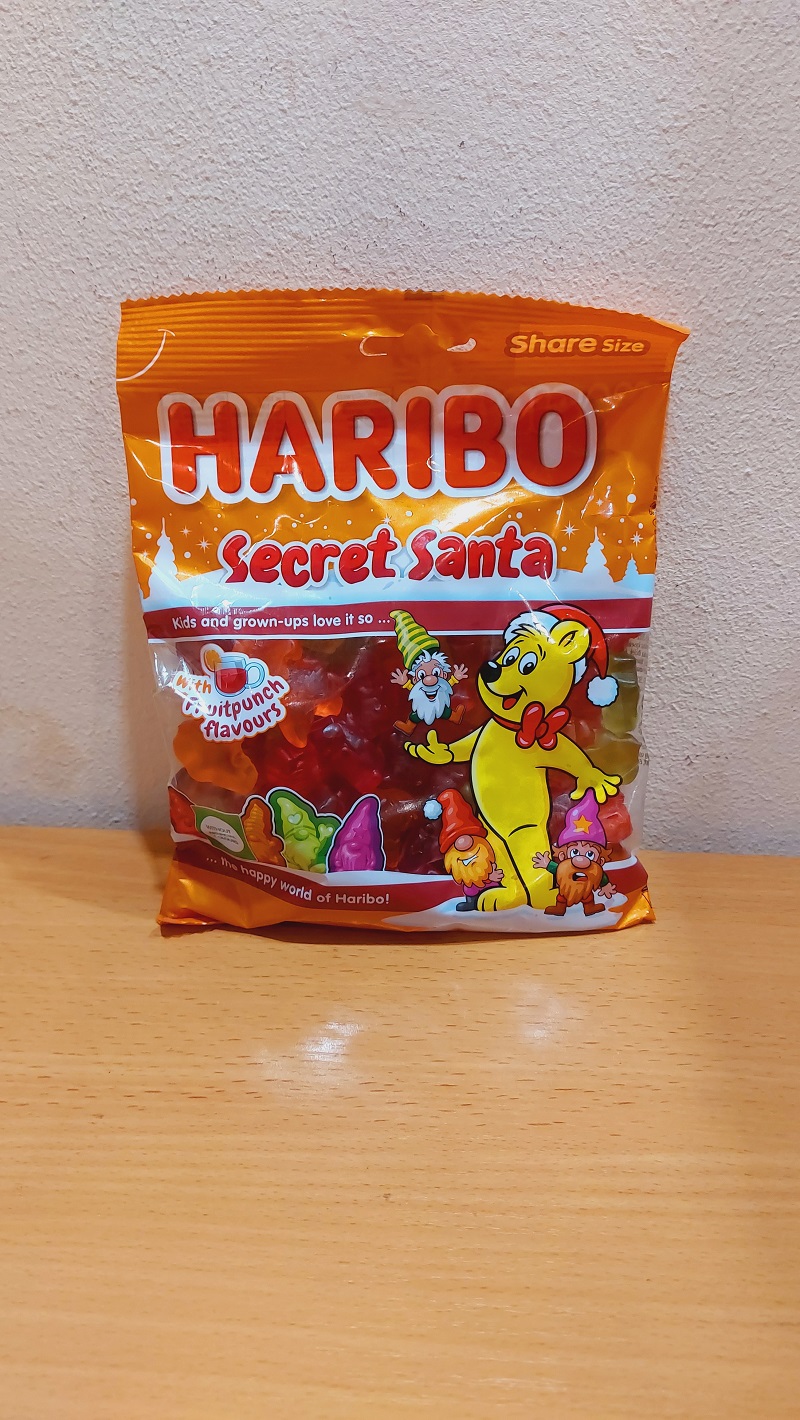 Share Size
HARIBO
Secret Santa
Kids and grown-ups love it so ...
with
fruitpunch
flavours
without
... the happy world of Haribo!